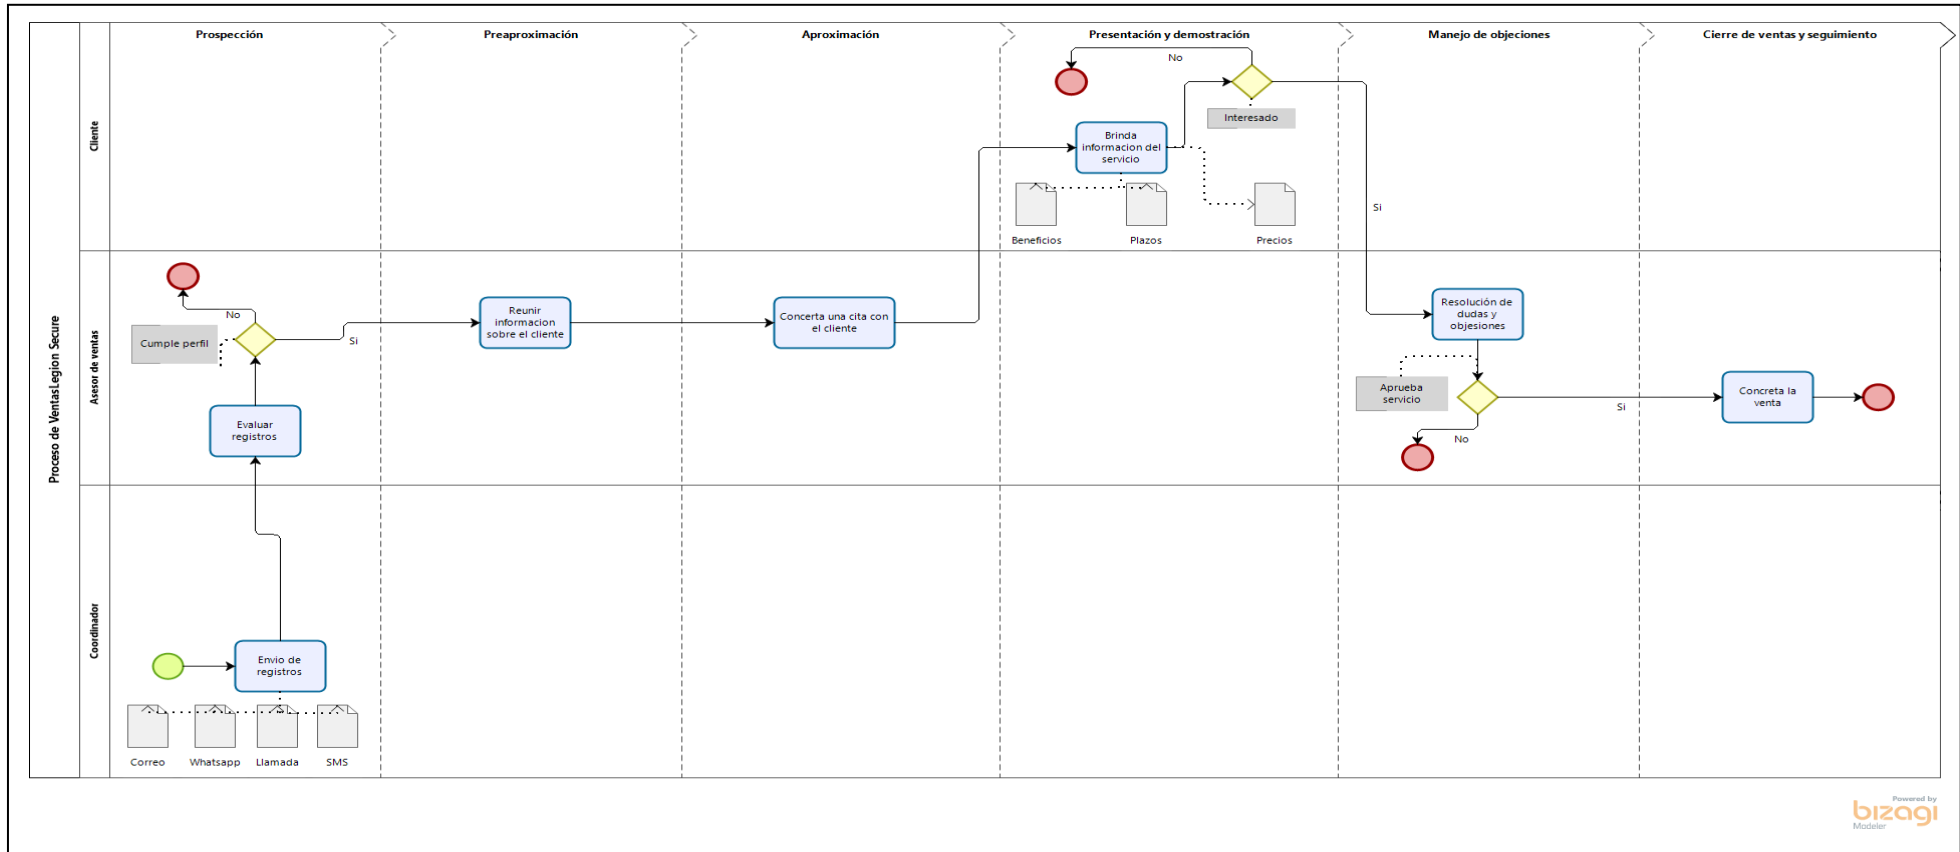 Prospección
Preaproximación
Aproximación
Presentación y demostración
Manejo de objeciones
Cierre de ventas y seguimiento
Proceso de VentasLegion Secure
Cliente
No
Interesado
Brinda
informacion del
servicio
Beneficios
Plazos
Precios
Si
Asesor de ventas
No
Cumple perfil
Si
Evaluar
registros
Reunir
informacion
sobre el cliente
Concerta una cita con
el cliente
Resolución de
dudas y
objesiones
Aprueba
servicio
Si
No
Concreta la
venta
Coordinador
Envio de
registros
Correo
Whatsapp
Llamada
SMS
Powered by
bizagi
Modeler